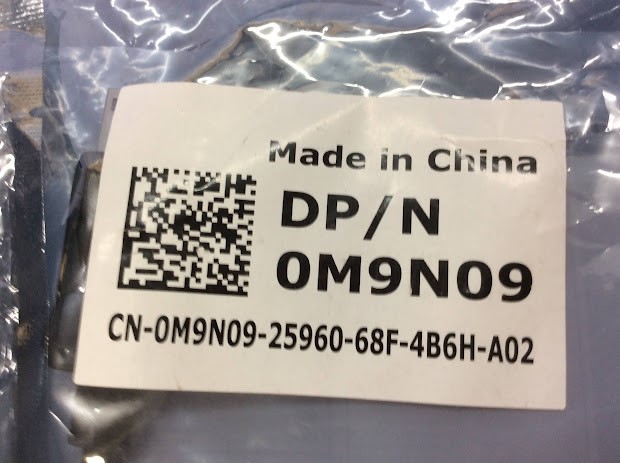 Made in China
DP/N
0M9N09
CN-0M9N09-25960-68F-4B6H-A02